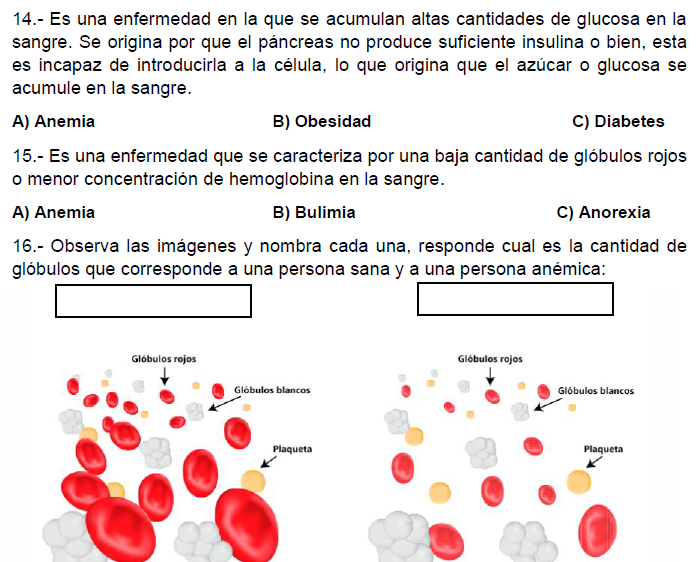 14.- Es una enfermedad en la que se acumulan altas cantidades de glucosa en la
sangre. Se origina por que el páncreas no produce suficiente insulina o bien, esta
es incapaz de introducirla a la célula, lo que origina que el azúcar o glucosa se
acumule en la sangre.
A) Anemia B) Obesidad C) Diabetes
15.- Es una enfermedad que se caracteriza por una baja cantidad de glóbulos rojos
o menor concentración de hemoglobina en la sangre.
A) Anemia B) Bulimia C) Anorexia
16.- Observa las imágenes y nombra cada una, responde cual es la cantidad de
glóbulos que corresponde a una persona sana y a una persona anémica:
Glóbulos rojos
Glóbulos blancos
Plaqueta
Glóbulos rojos
Glóbulos blancos
Plaqueta